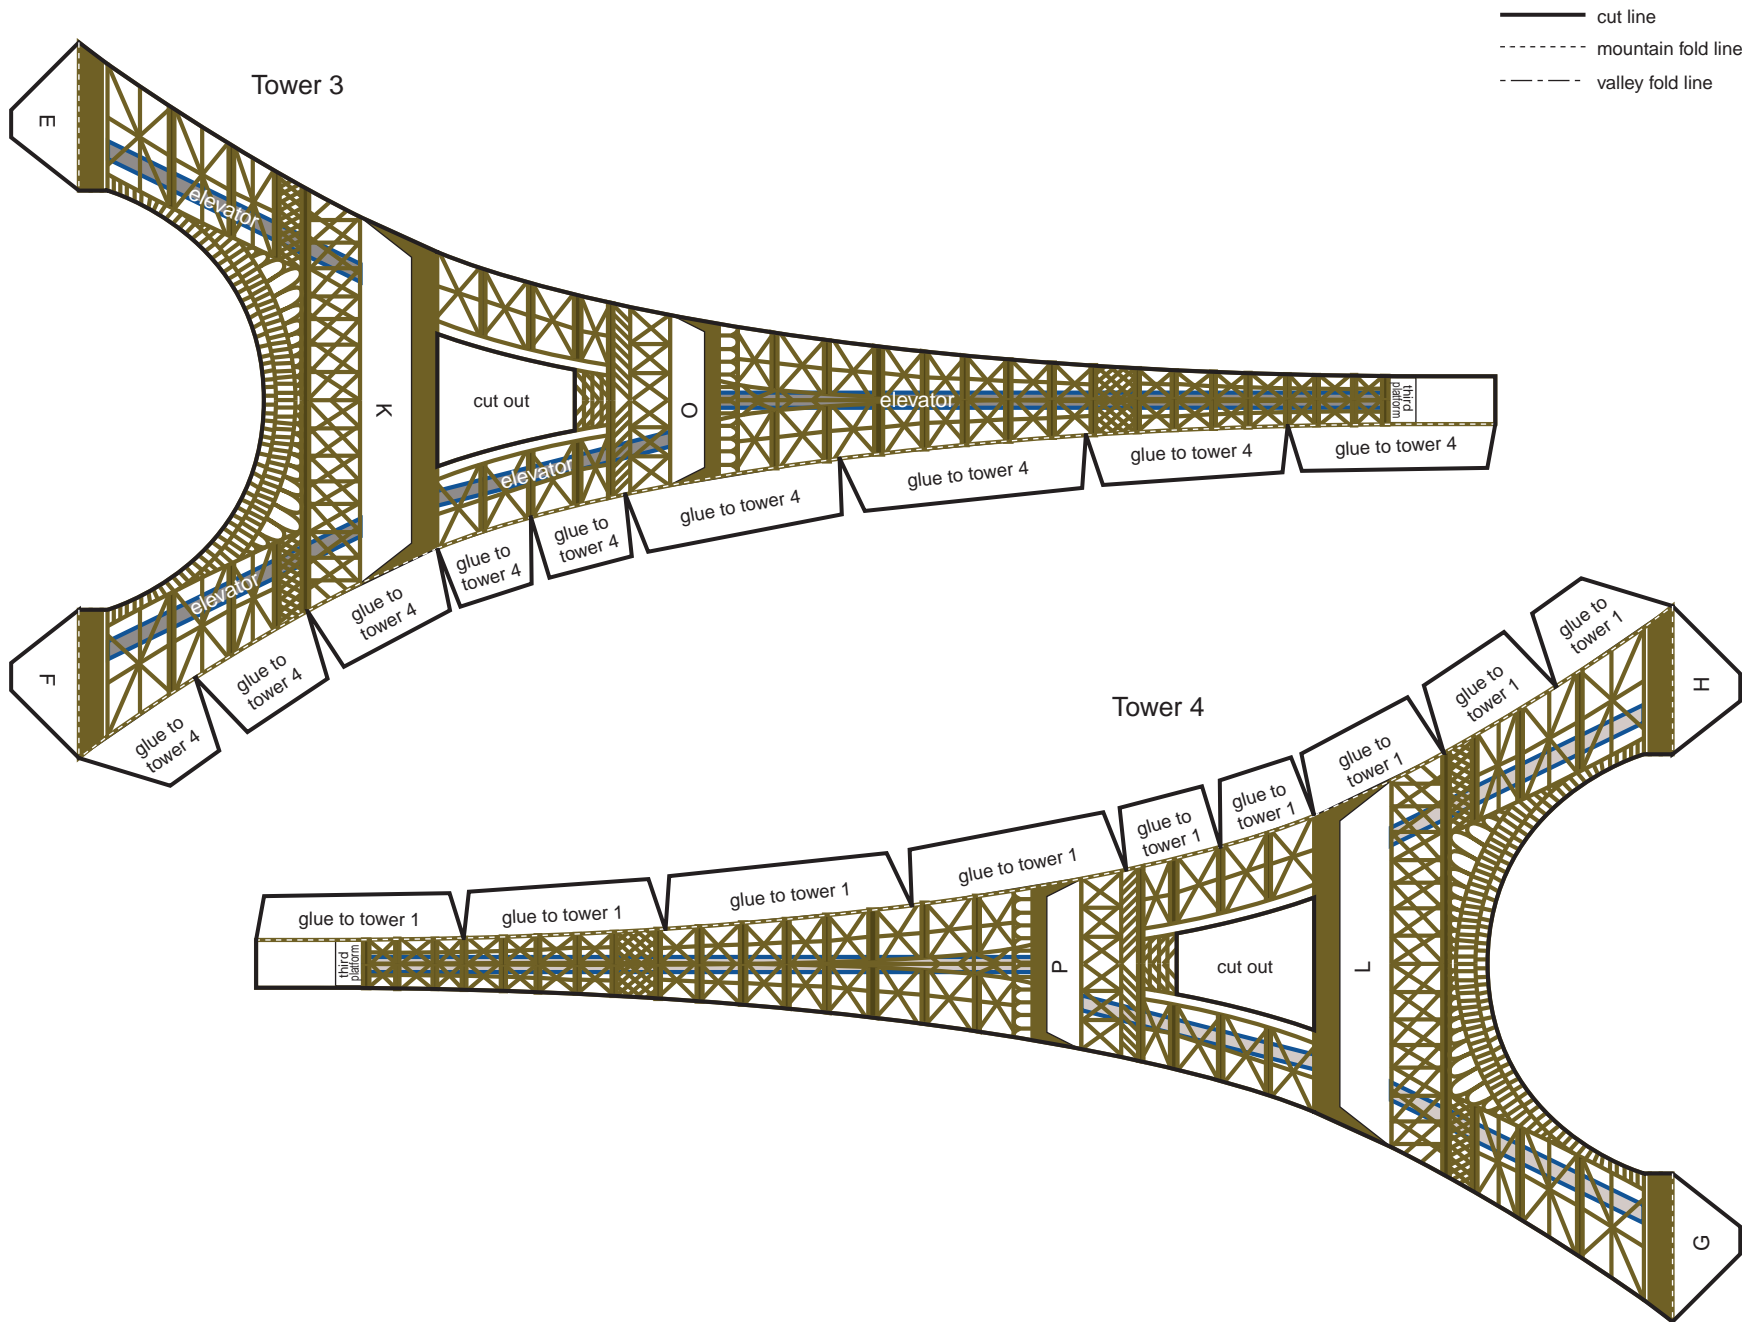 cut line
mountain fold line
valley fold line
Tower 3
E
elevator
K
cut out
elevator
O
elevator
third
platform
elevator
F
glue to
tower 4
glue to
tower 4
glue to
tower 4
glue to
tower 4
glue to
tower 4
glue to tower 4
glue to tower 4
glue to tower 4
glue to tower 4
Tower 4
glue to tower 1
glue to tower 1
glue to tower 1
glue to tower 1
glue to
tower 1
glue to
tower 1
glue to
tower 1
glue to
tower 1
glue to
tower 1
H
third
platform
P
cut out
L
G